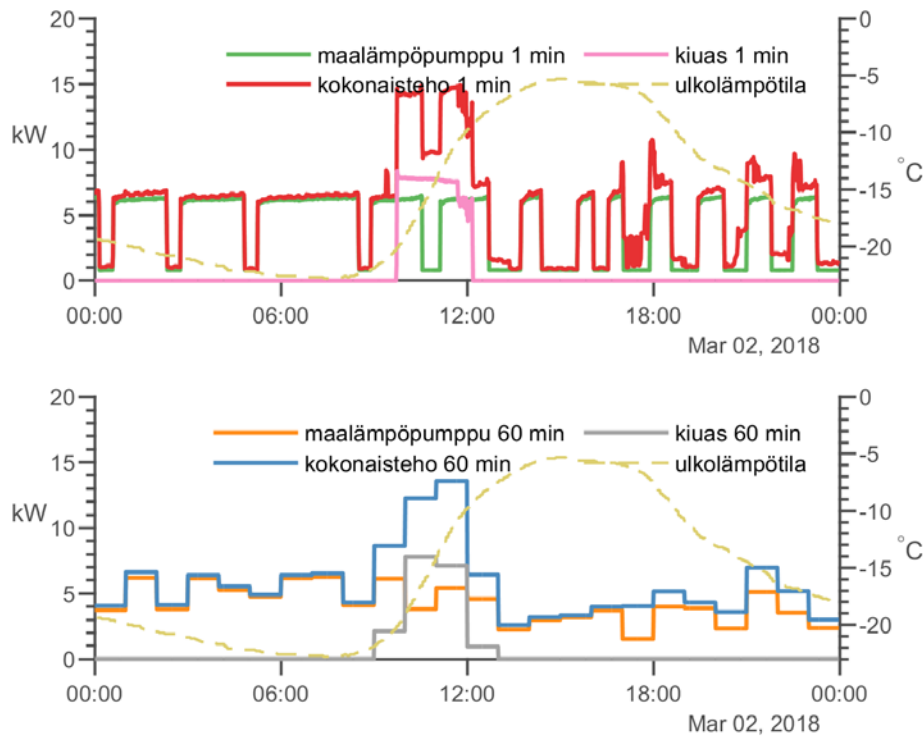 20
15
10
5
0
kW
maalämpöpumppu 1 min
kiuas 1 min
kokonaisteho 1 min
ulkolämpötila
0
-5
-10
-15
-20
°C
00:00
06:00
12:00
18:00
00:00
Mar 02, 2018
20
15
10
5
0
kW
maalämpöpumppu 60 min
kiuas 60 min
kokonaisteho 60 min
ulkolämpötila
0
-5
-10
-15
-20
°C
00:00
06:00
12:00
18:00
00:00
Mar 02, 2018